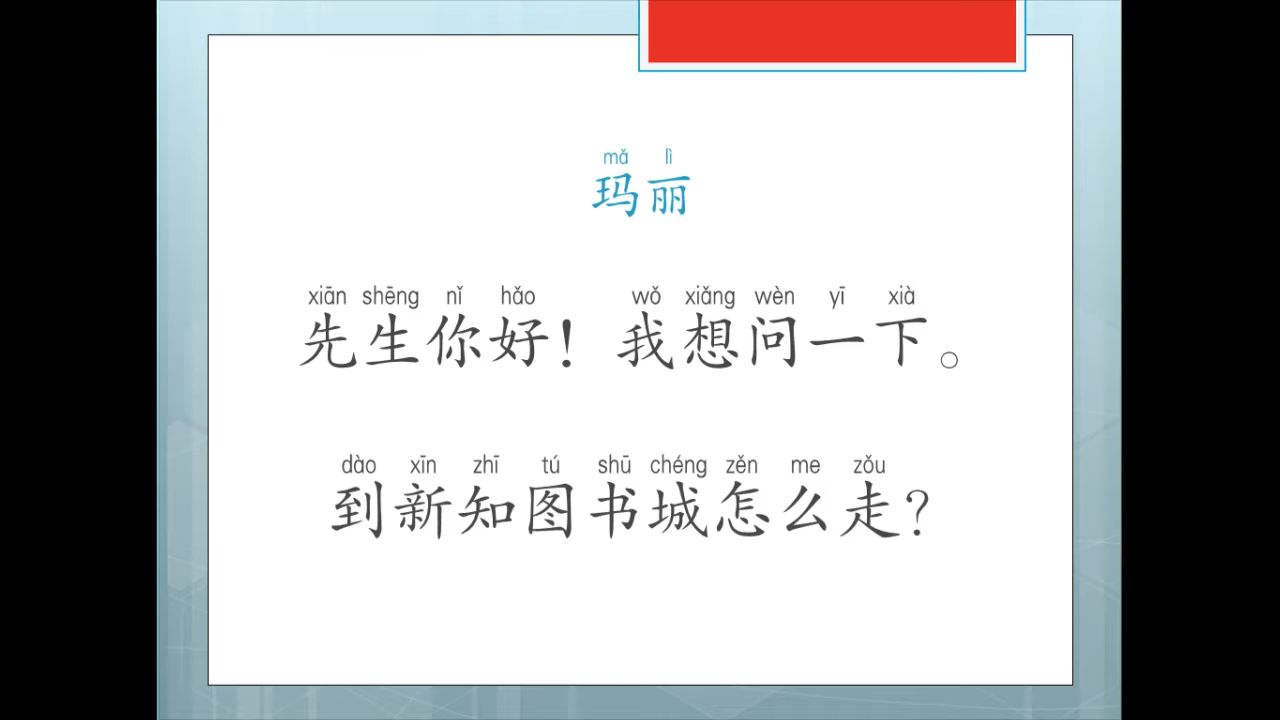 mǎ lì
玛丽
xiān shēng nǐ hǎo wǒ xiǎng wèn yī xià
先生你好！我想问一下。
dào xīn zhī tú shū chéng zěn me zǒu
到新知图书城怎么走？